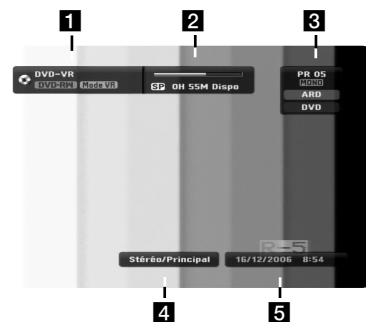 1
2
3
DVD-VR
DVD-RW Mode VR
SP 0H 55M Dispo
PR 05
MONO
ARD
DVD
R-5
Stéréo/Principal
16/12/2006 8:54
4
5